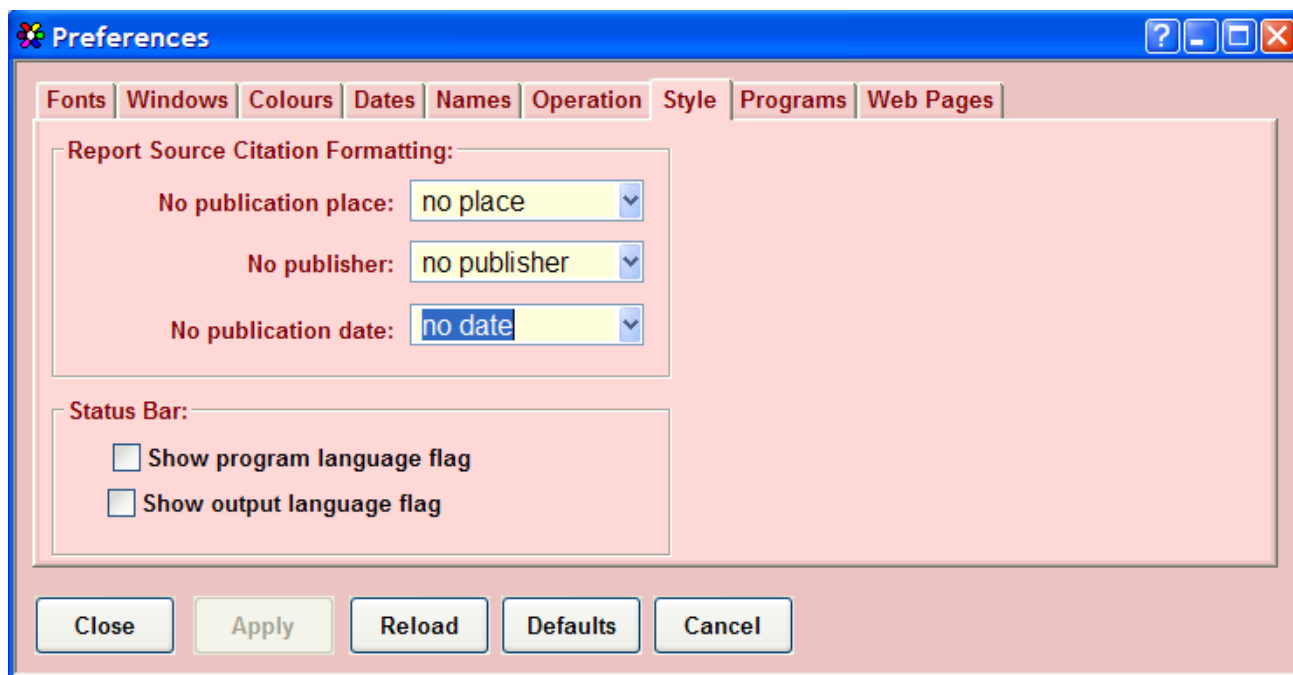 Preferences
?
Fonts Windows Colours Dates Names Operation Style Programs Web Pages
Report Source Citation Formatting:
No publication place: no place
No publisher: no publisher
No publication date: no date
Status Bar:
Show program language flag
Show output language flag
Close Apply Reload Defaults Cancel